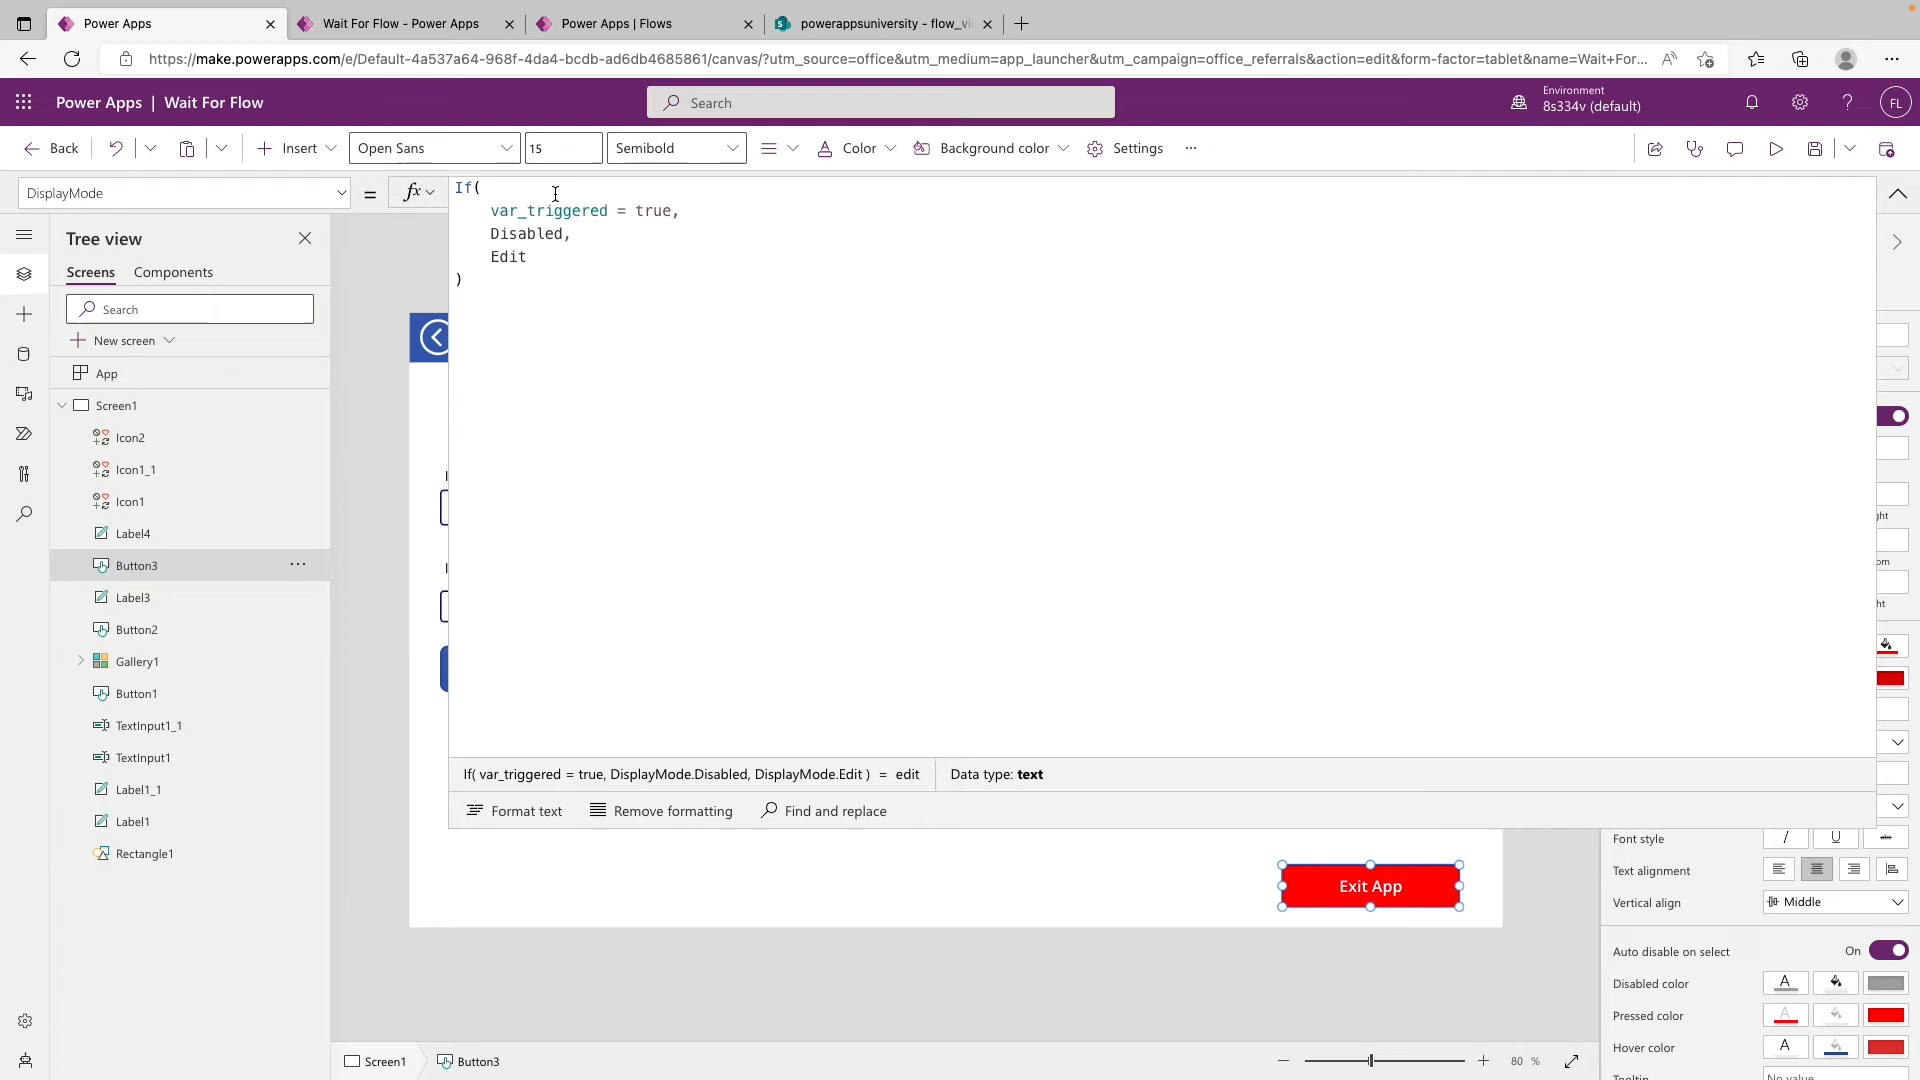 Power Apps
Wait For Flow - Power Apps
Power Apps | Flows
powerappsuniversity - flow_vi
https://make.powerapps.com/e/Default-4a537a64-968f-4da4-bcdb-ad6db4685861/canvas/?utm_source=office&utm_medium=app_launcher&utm_campaign=office_referrals&action=edit&form-factor=tablet&name=Wait+For...
Power Apps | Wait For Flow
Search
Environment
8s334v (default)
FL
Back
Insert
Open Sans
15
Semibold
Color
Background color
Settings
DisplayMode
=
fx
If(
var_triggered = true,
Disabled,
Edit
)
Tree view
Screens
Components
Search
New screen
App
Screen1
Icon2
Icon1_1
Icon1
Label4
Button3
Label3
Button2
Gallery1
Button1
TextInput1_1
TextInput1
Label1_1
Label1
Rectangle1
ght
om
ht
If( var_triggered = true, DisplayMode.Disabled, DisplayMode.Edit ) = edit
Data type: text
Format text
Remove formatting
Find and replace
Exit App
Font style
Text alignment
Vertical align
Middle
Auto disable on select
On
Disabled color
Pressed color
Hover color
Screen1
Button3
80 %